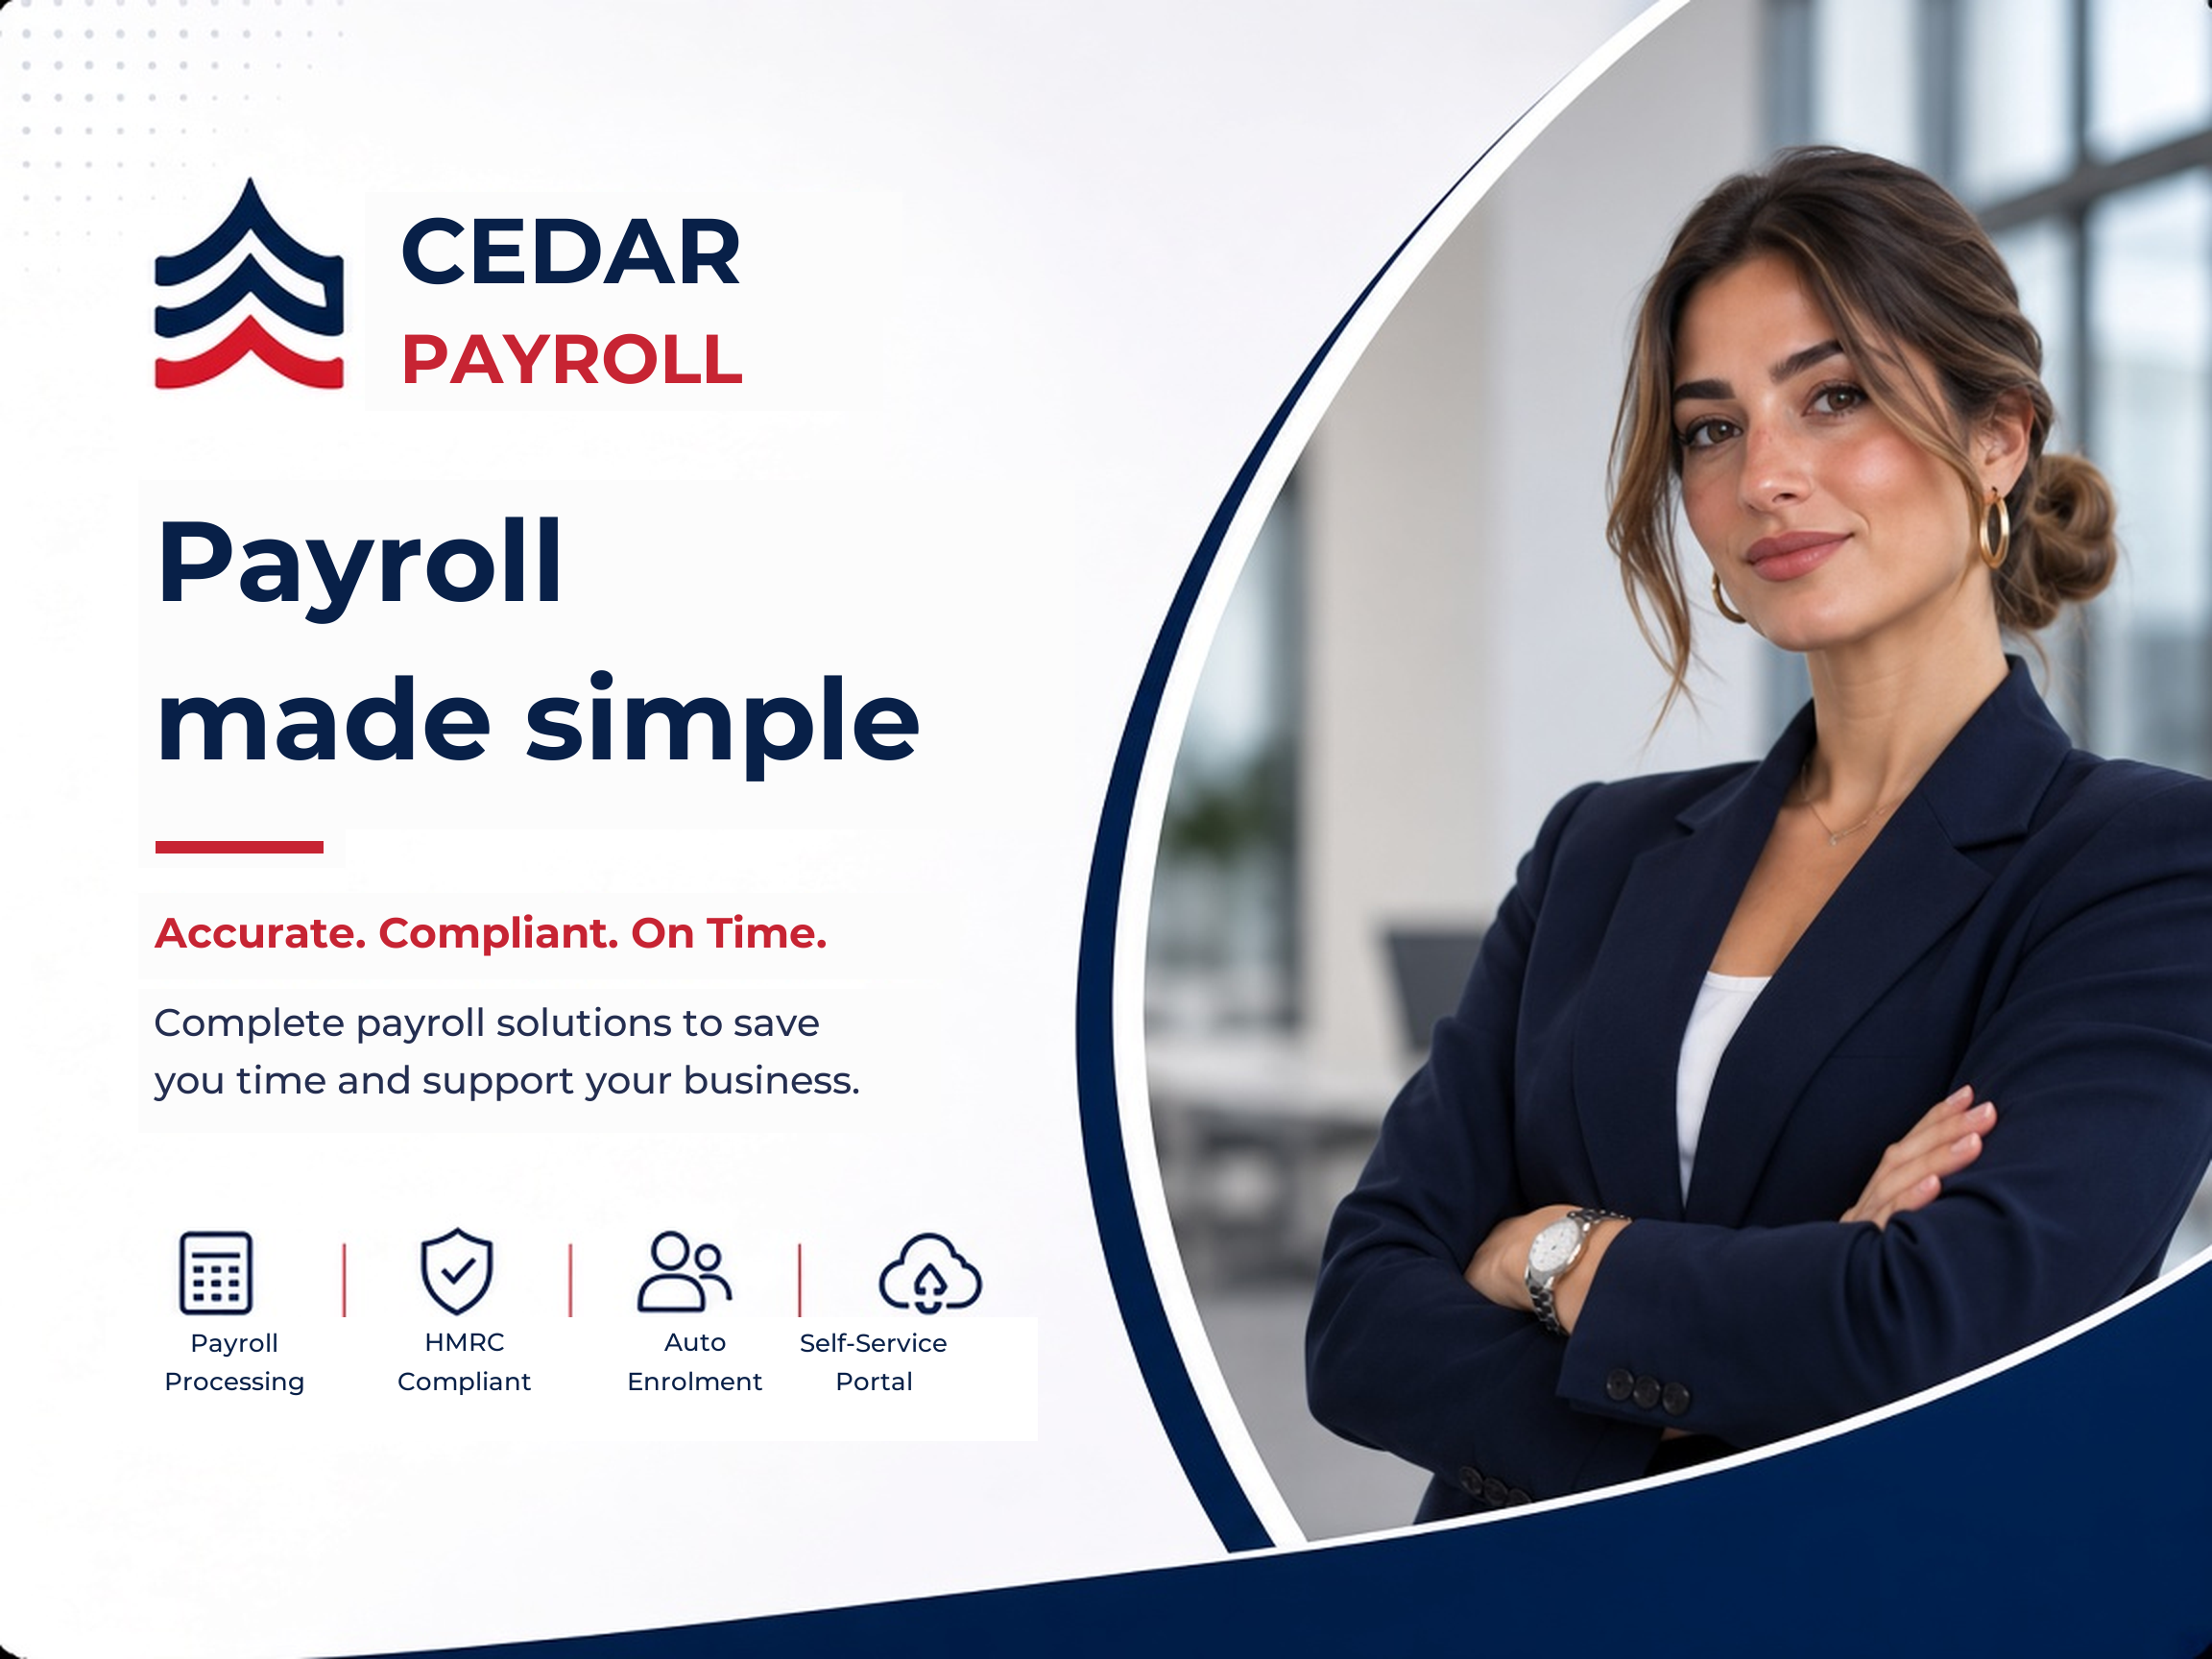 CEDAR
PAYROLL
Payroll
made simple
Accurate. Compliant. On Time.
Complete payroll solutions to save
you time and support your business.
Payroll
Processing
HMRC
Compliant
Auto
Enrolment
Self-Service
Portal